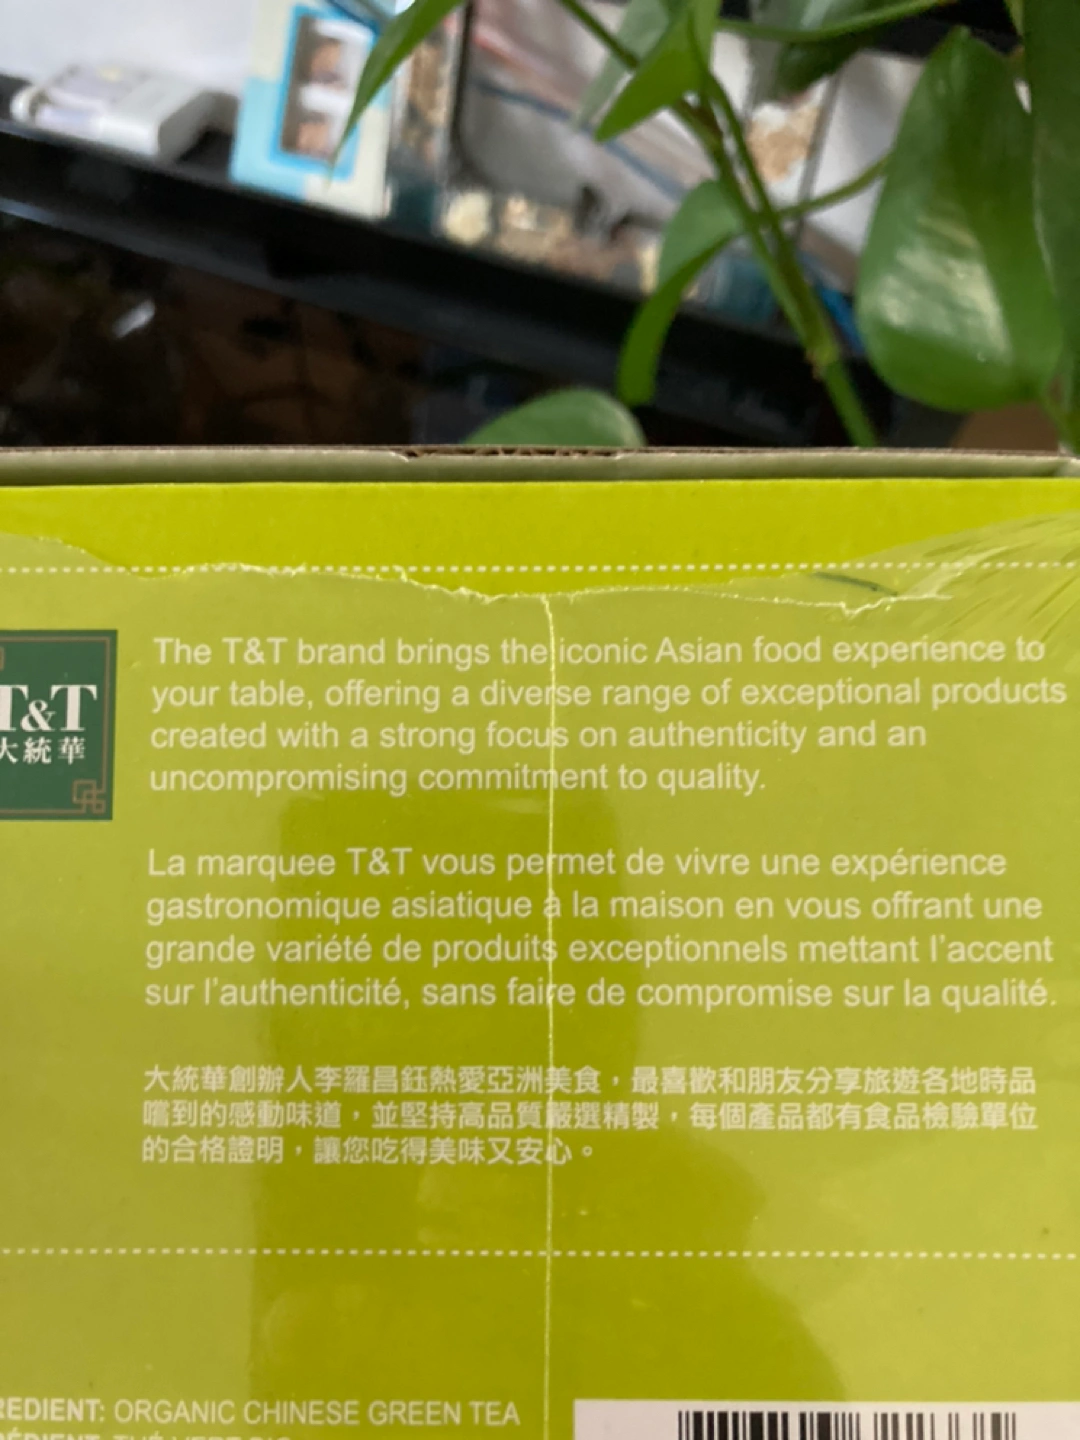 The T&T brand brings the iconic Asian food experience to
your table, offering a diverse range of exceptional products
created with a strong focus on authenticity and an
uncompromising commitment to quality.
T&T
大統華
La marquee T&T vous permet de vivre une expérience
gastronomique asiatique à la maison en vous offrant une
grande variété de produits exceptionnels mettant l'accent
sur l'authenticité, sans faire de compromise sur la qualité.
大統華創辦人李羅昌鈺熱愛亞洲美食，最喜歡和朋友分享旅遊各地時品
嚐到的感動味道，並堅持高品質嚴選精製，每個產品都有食品檢驗單位
的合格證明，讓您吃得美味又安心。
REDIENT: ORGANIC CHINESE GREEN TEA